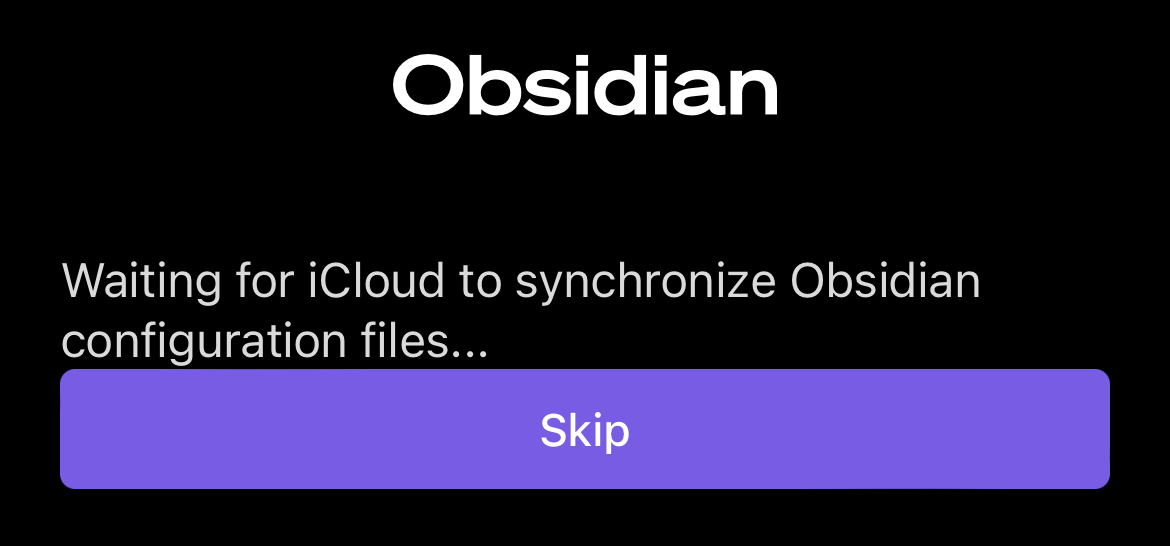 Obsidian
Waiting for iCloud to synchronize Obsidian
configuration files...
Skip